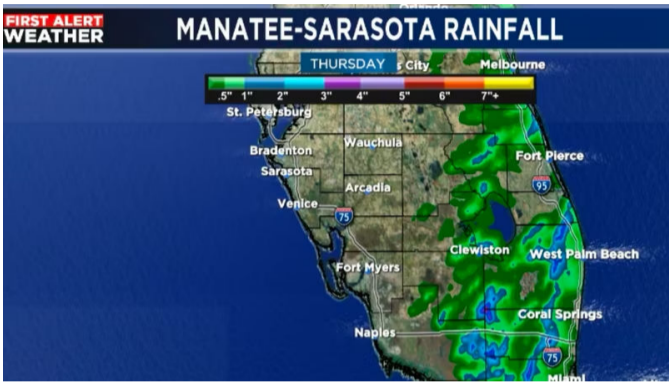 Orlando
FIRST ALERT
WEATHER
MANATEE-SARASOTA RAINFALL
THURSDAY
s City
Melbourne
.5" 1" 2" 3" 4" 5" 6" 7"+
St. Petersburg
Wauchula
Bradenton
Fort Pierce
Sarasota
95
Arcadia
Venice
75
Clewiston
West Palm Beach
Fort Myers
Coral Springs
Naples
75
Miami